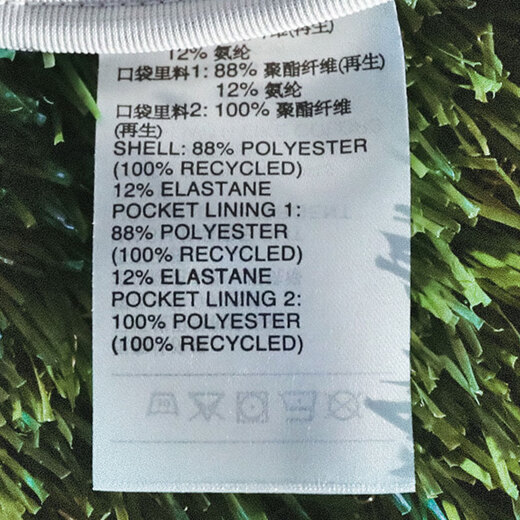 12% 氨纶
口袋里料1: 88% 聚酯纤维(再生)
12% 氨纶
口袋里料2: 100% 聚酯纤维
(再生)
SHELL: 88% POLYESTER
(100% RECYCLED)
12% ELASTANE
POCKET LINING 1:
88% POLYESTER
(100% RECYCLED)
12% ELASTANE
POCKET LINING 2:
100% POLYESTER
(100% RECYCLED)